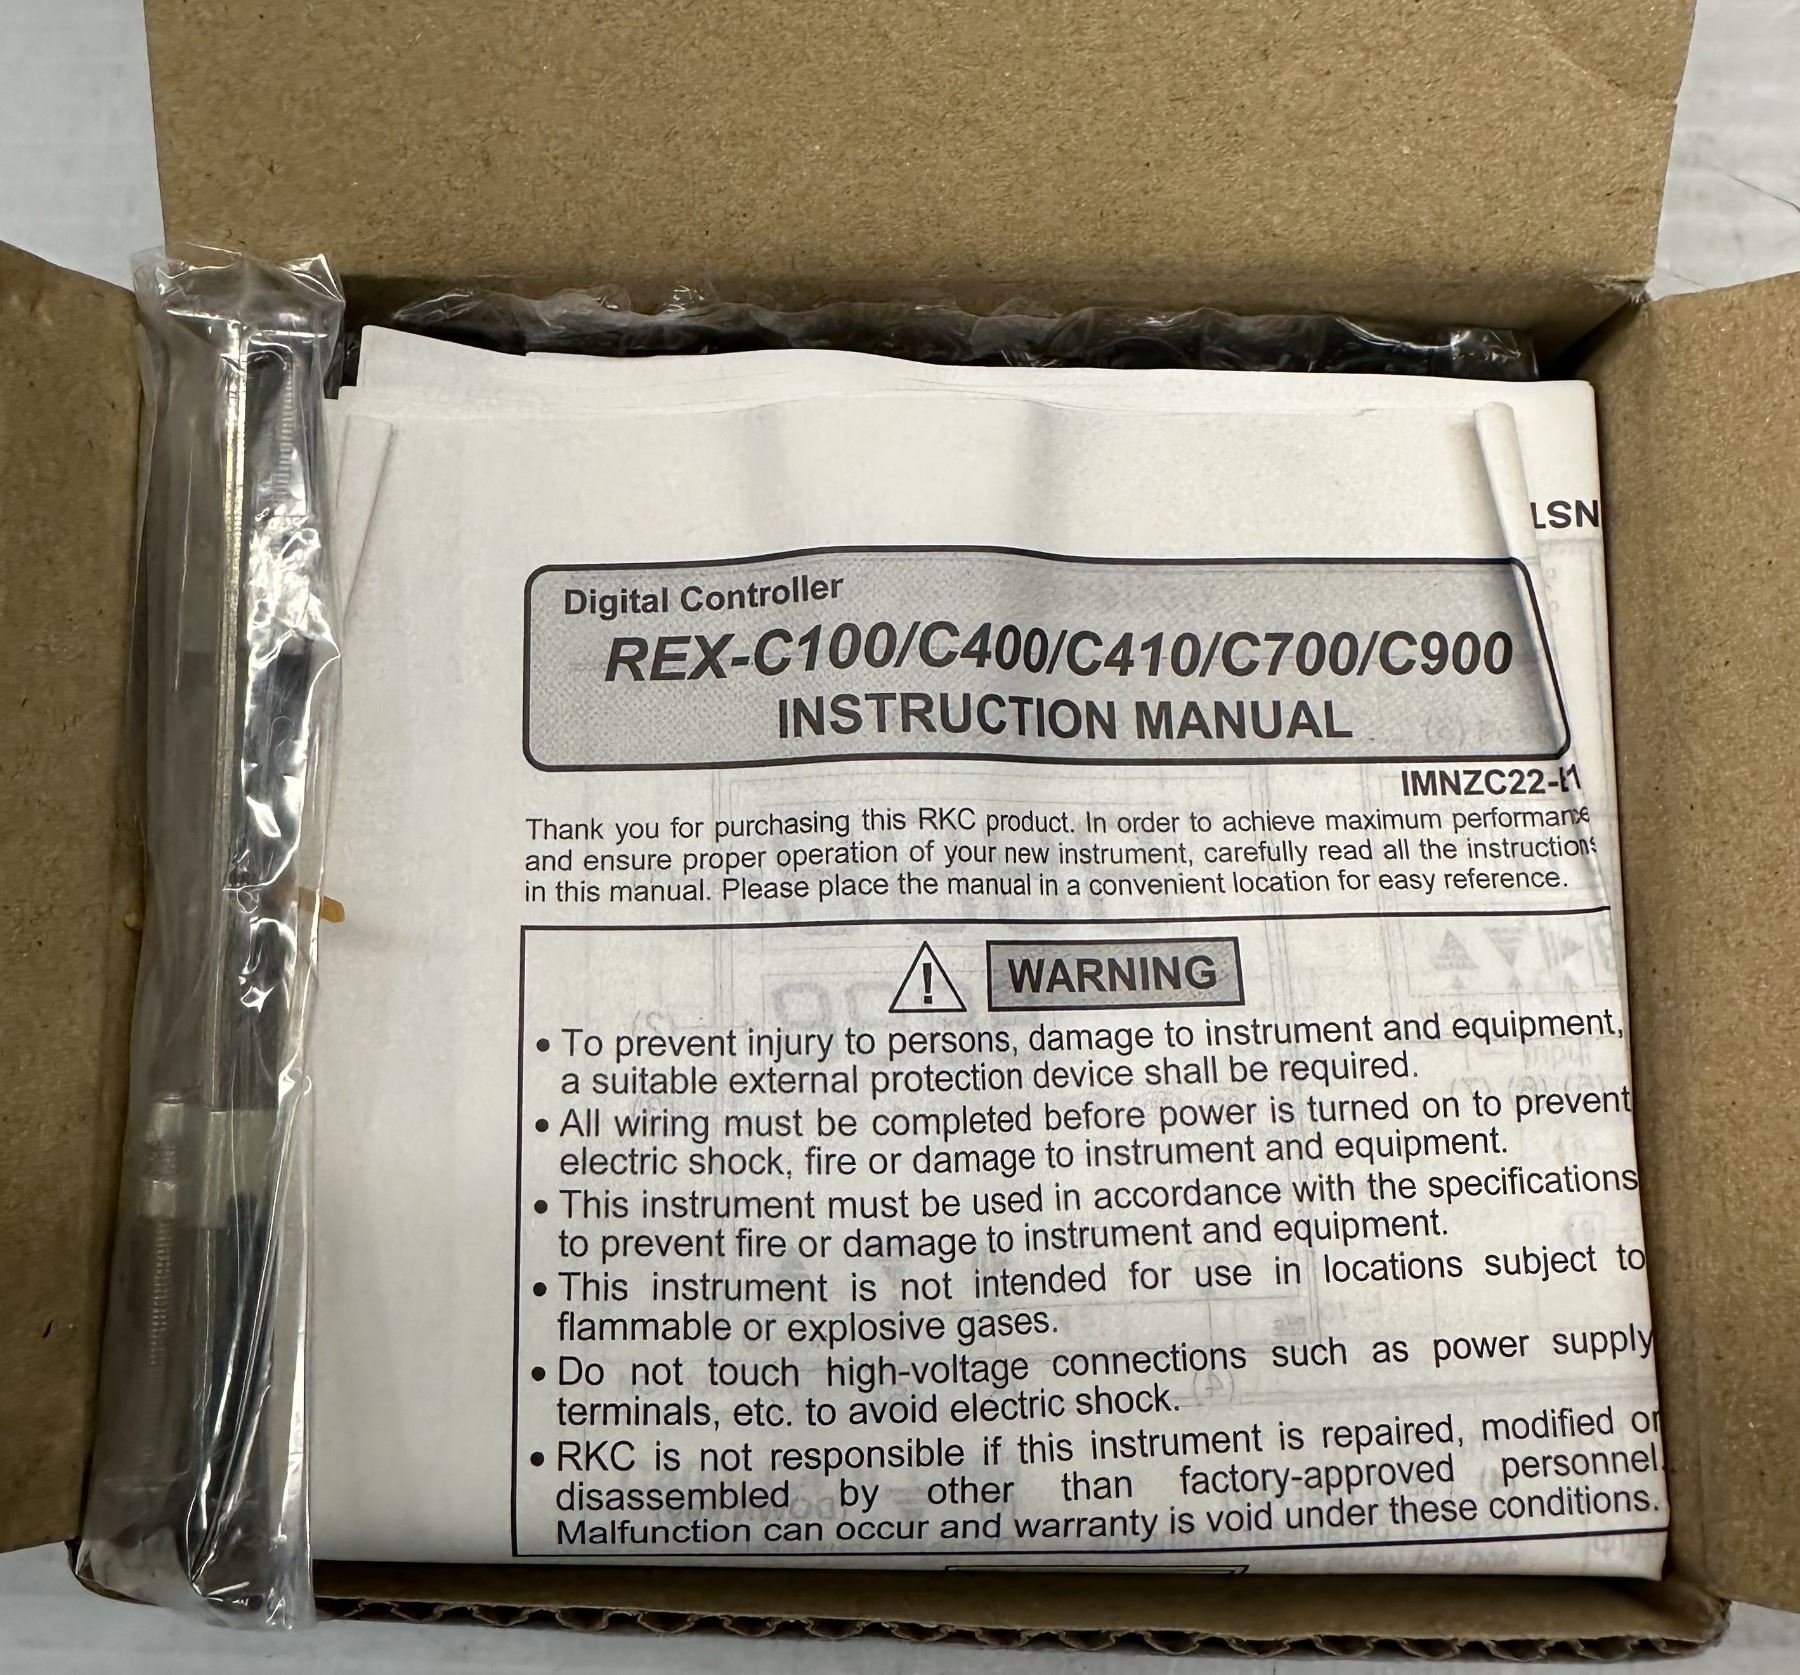 LSN
Digital Controller
REX-C100/C400/C410/C700/C900
INSTRUCTION MANUAL
IMNZC22-E1
Thank you for purchasing this RKC product. In order to achieve maximum performance
and ensure proper operation of your new instrument, carefully read all the instructions
in this manual. Please place the manual in a convenient location for easy reference.
! WARNING
• To prevent injury to persons, damage to instrument and equipment,
a suitable external protection device shall be required.
• All wiring must be completed before power is turned on to prevent
electric shock, fire or damage to instrument and equipment.
• This instrument must be used in accordance with the specifications
to prevent fire or damage to instrument and equipment.
• This instrument is not intended for use in locations subject to
flammable or explosive gases.
• Do not touch high-voltage connections such as power supply
terminals, etc. to avoid electric shock.
• RKC is not responsible if this instrument is repaired, modified or
disassembled by other than factory-approved personnel.
Malfunction can occur and warranty is void under these conditions.